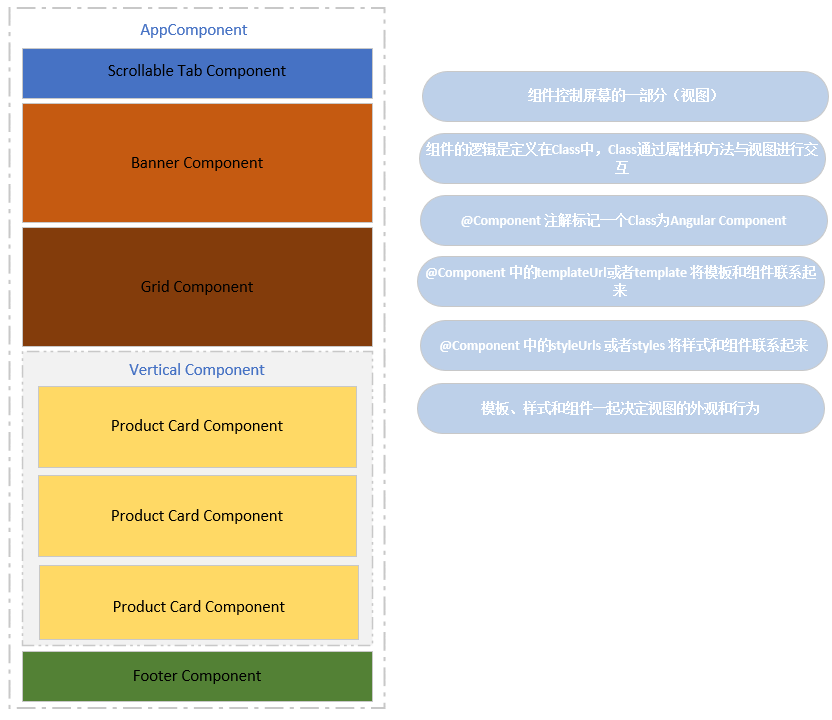 AppComponent
Scrollable Tab Component
Banner Component
Grid Component
Vertical Component
Product Card Component
Product Card Component
Product Card Component
Footer Component
组件控制屏幕的一部分（视图）
组件的逻辑是定义在Class中，Class通过属性和方法与视图进行交
互
@Component 注解标记一个Class为Angular Component
@Component 中的templateUrl或者template 将模板和组件联系起
来
@Component 中的styleUrls 或者styles 将样式和组件联系起来
模板、样式和组件一起决定视图的外观和行为